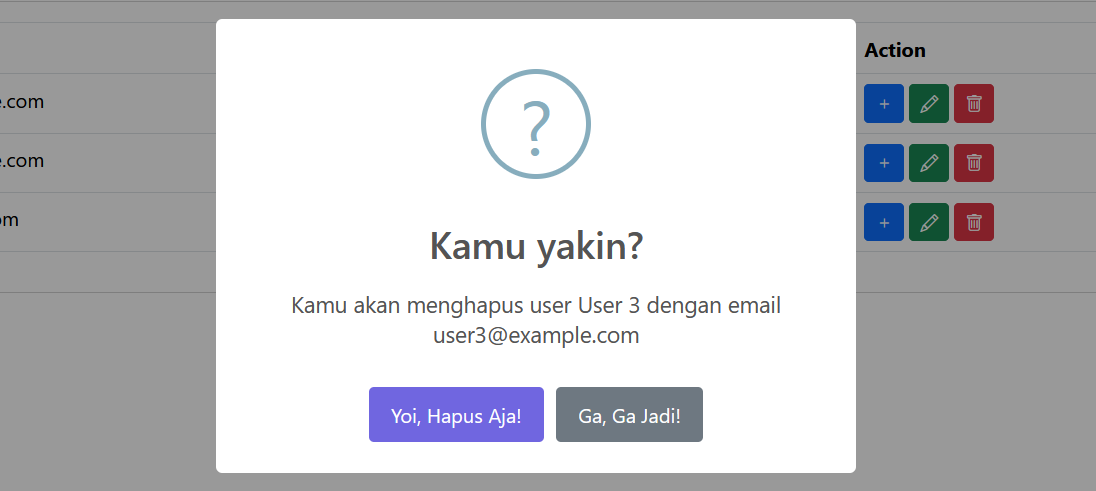 Action
e.com
e.com
om
?
Kamu yakin?
Kamu akan menghapus user User 3 dengan email
user3@example.com
Yoi, Hapus Aja!
Ga, Ga Jadi!